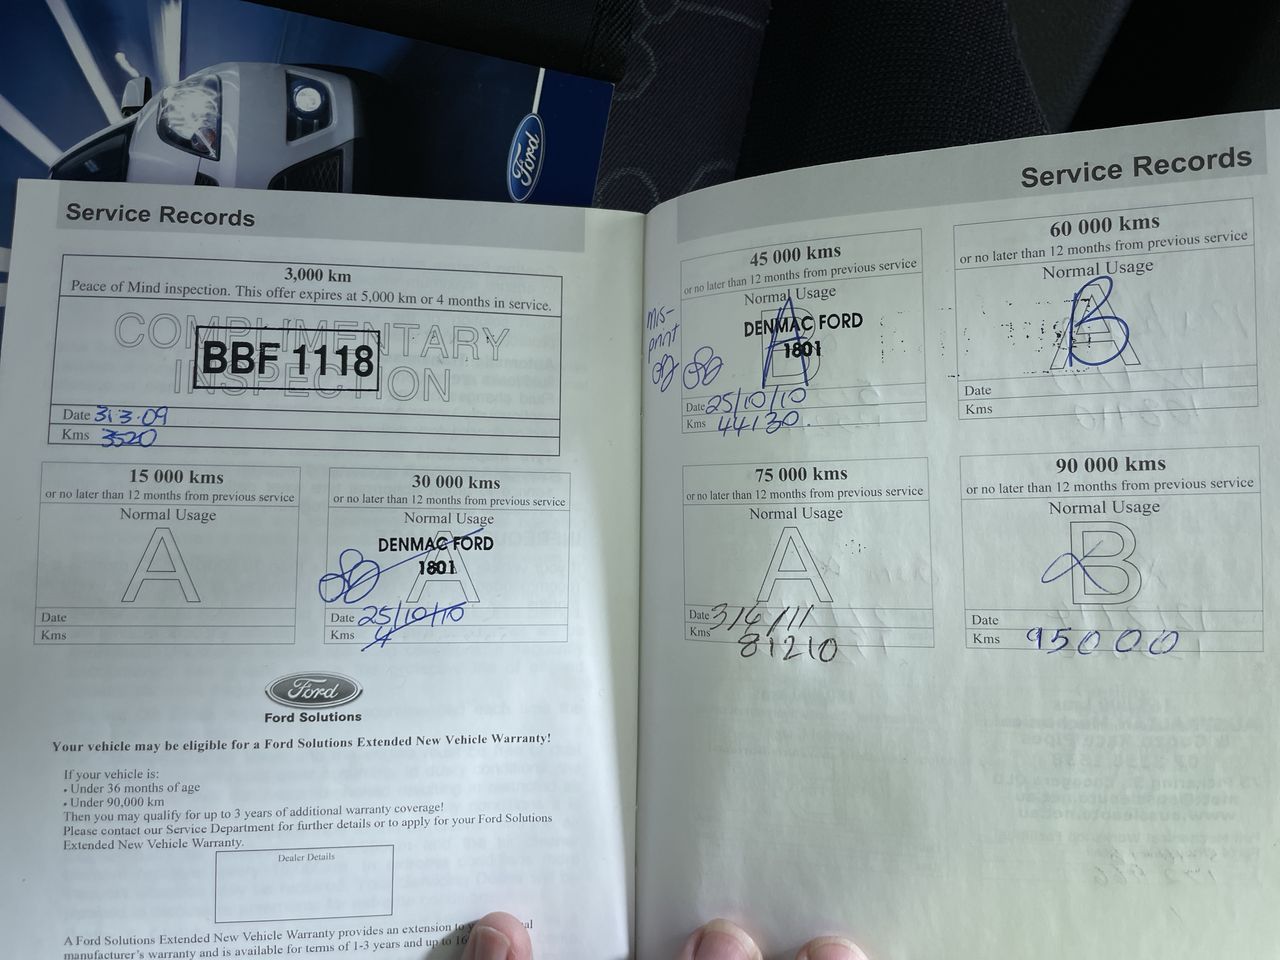 Ford
Service Records
3,000 km
Peace of Mind inspection. This offer expires at 5,000 km or 4 months in service.
COMPLIMENTARY
INSPECTION
BBF 1118
Date 3.3.09
Kms 3520
15 000 kms
or no later than 12 months from previous service
Normal Usage
A
Date
Kms
30 000 kms
or no later than 12 months from previous service
Normal Usage
A
DENMAC FORD
1801
Date 25/10/10
Kms 4
Ford
Ford Solutions
Your vehicle may be eligible for a Ford Solutions Extended New Vehicle Warranty!
If your vehicle is:
• Under 36 months of age
• Under 90,000 km
Then you may qualify for up to 3 years of additional warranty coverage!
Please contact our Service Department for further details or to apply for your Ford Solutions
Extended New Vehicle Warranty.
Dealer Details
A Ford Solutions Extended New Vehicle Warranty provides an extension to
manufacturer's warranty and is available for terms of 1-3 years and up to
Service Records
45 000 kms
or no later than 12 months from previous service
Normal Usage
mis-
print
A
DENMAC FORD
1801
Date 25/10/10
Kms 44130.
60 000 kms
or no later than 12 months from previous service
Normal Usage
A
B
Date
Kms
75 000 kms
or no later than 12 months from previous service
Normal Usage
A
Date 3/6/11
Kms 81210
90 000 kms
or no later than 12 months from previous service
Normal Usage
B
Date
Kms 95000